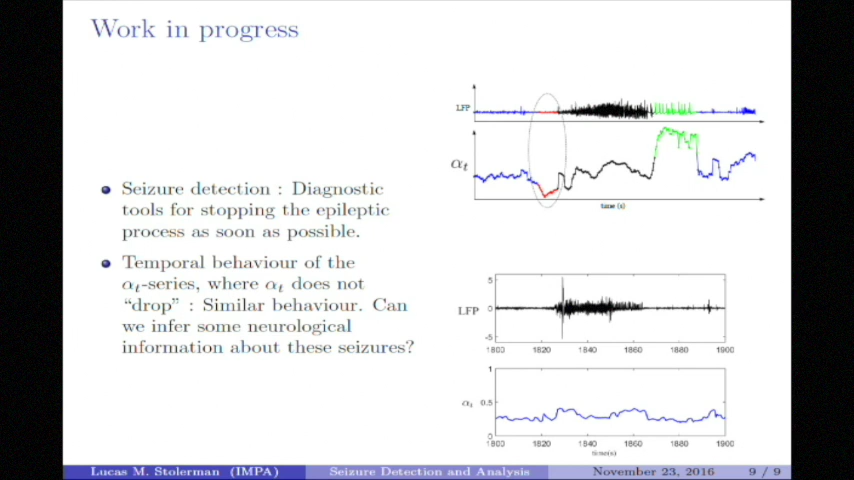 Work in progress
Seizure detection : Diagnostic
tools for stopping the epileptic
process as soon as possible.
Temporal behaviour of the
αt-series, where αt does not
“drop” : Similar behaviour. Can
we infer some neurological
information about these seizures?
LFP
αt
time (s)
5
LFP 0
-5
1800 1820 1840 1860 1880 1900
1
αt 0.5
0
1800 1820 1840 1860 1880 1900
time(s)
Lucas M. Stolerman (IMPA) Seizure Detection and Analysis November 23, 2016 9 / 9